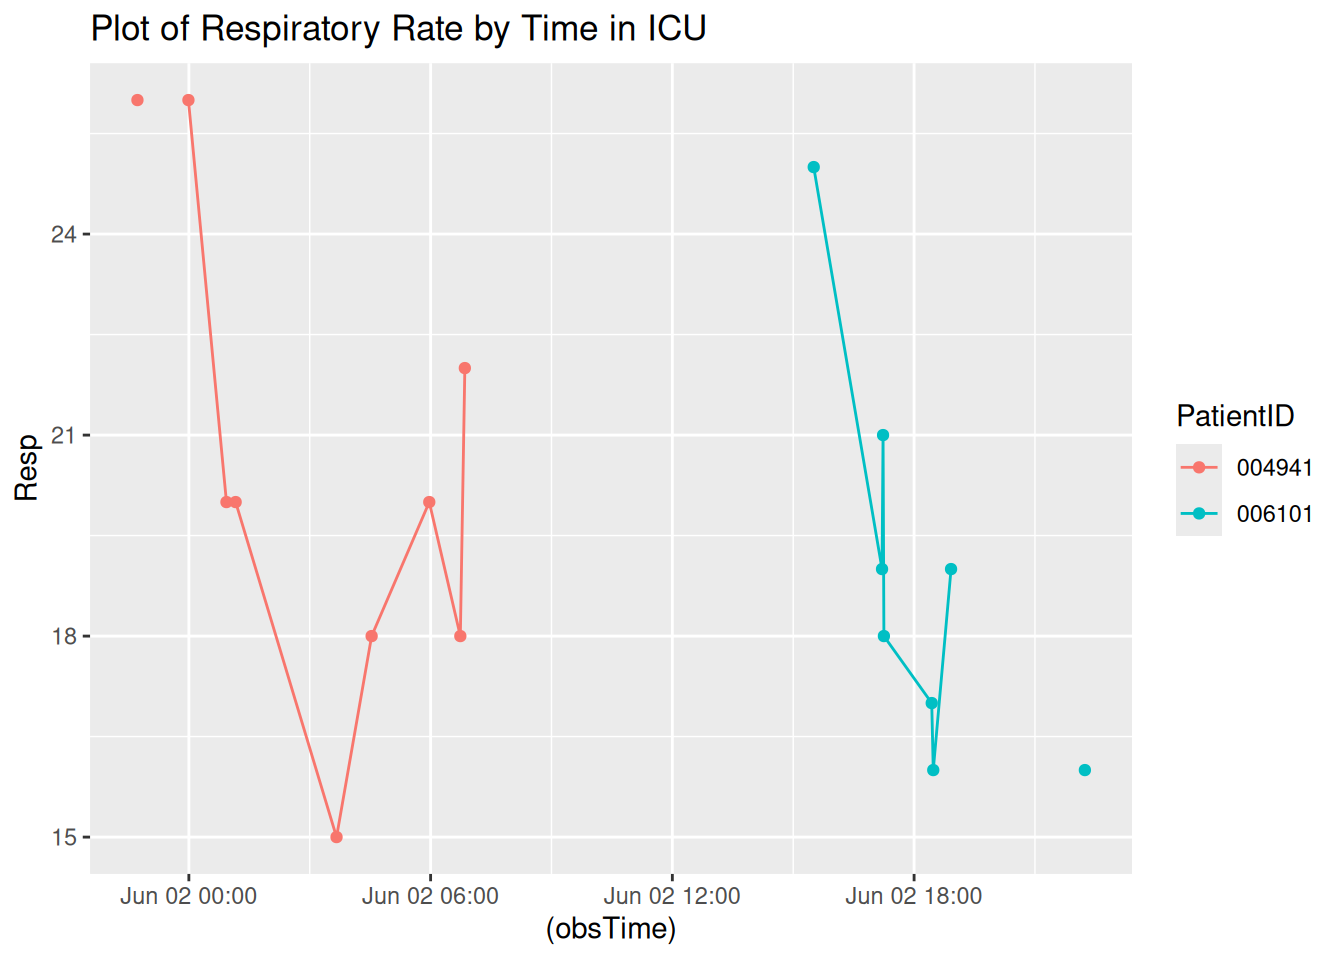 Plot of Respiratory Rate by Time in ICU
24
21
18
15
Resp
Jun 02 00:00
Jun 02 06:00
Jun 02 12:00
Jun 02 18:00
(obsTime)
PatientID
004941
006101